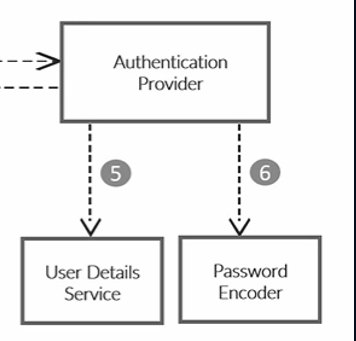 Authentication
Provider
5
6
User Details
Service
Password
Encoder